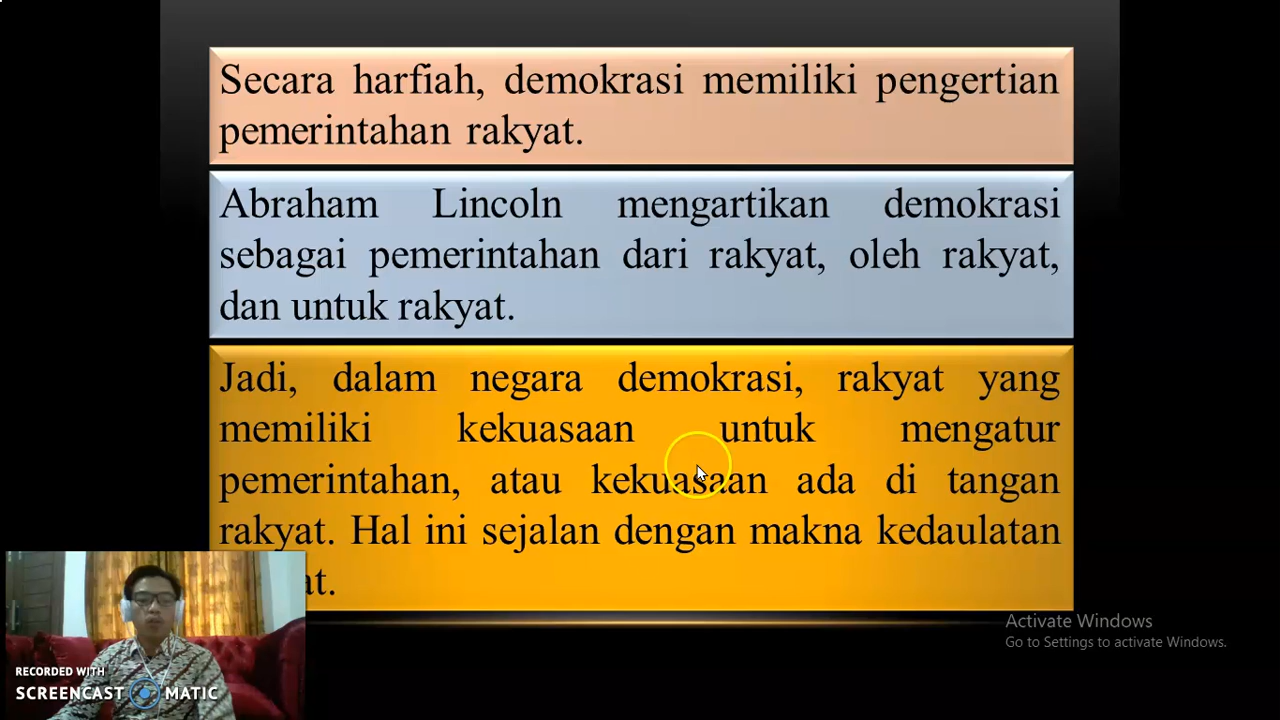 Secara harfiah, demokrasi memiliki pengertian
pemerintahan rakyat.
Abraham Lincoln mengartikan demokrasi
sebagai pemerintahan dari rakyat, oleh rakyat,
dan untuk rakyat.
Jadi, dalam negara demokrasi, rakyat yang
memiliki kekuasaan untuk mengatur
pemerintahan, atau kekuasaan ada di tangan
rakyat. Hal ini sejalan dengan makna kedaulatan
Activate Windows
Go to Settings to activate Windows.
RECORDED WITH
SCREENCAST MATIC